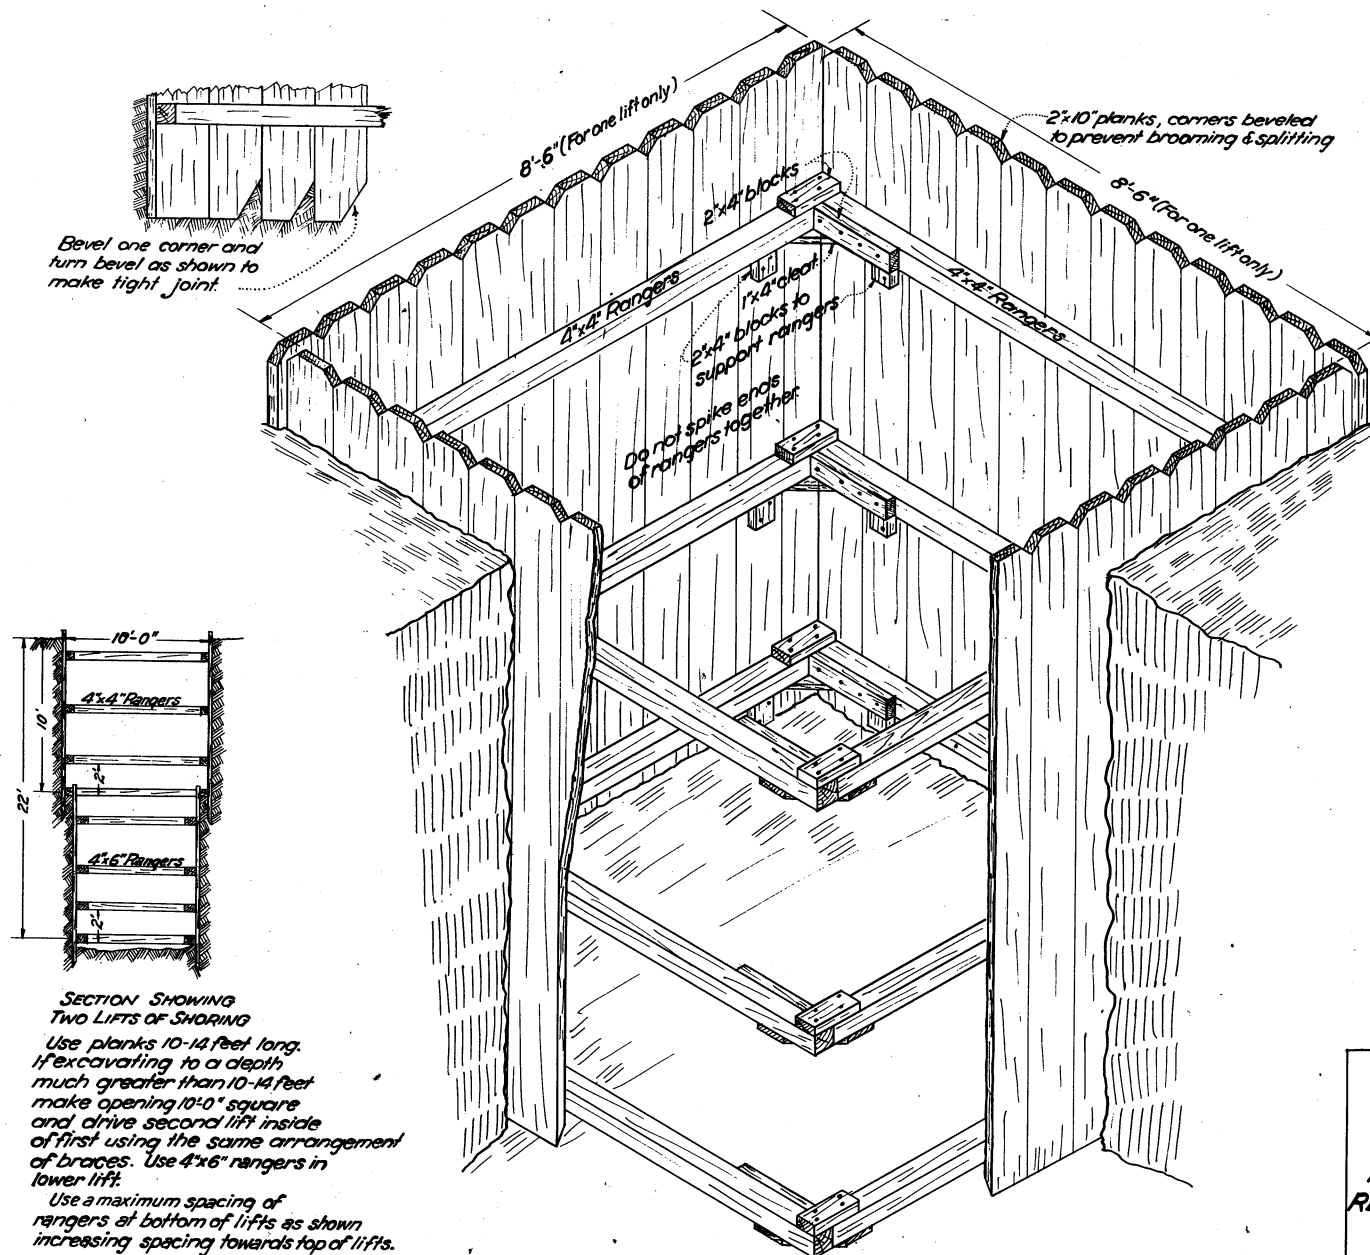 8'-6" (For one lift only)
2"x10" planks, corners beveled
to prevent brooming & splitting
8'-6" (For one lift only)
2"x4" blocks
Bevel one corner and
turn bevel as shown to
make tight joint.
4"x4" Rangers
4"x4" Rangers
1"x4" cleat
2"x4" blocks to
support rangers
Do not spike ends
of rangers together.
10'-0"
4"x4" Rangers
10'
2'
22'
4"x6" Rangers
2'
SECTION SHOWING
TWO LIFTS OF SHORING
Use planks 10-14 feet long.
If excavating to a depth
much greater than 10-14 feet
make opening 10'-0" square
and drive second lift inside
of first using the same arrangement
of braces. Use 4"x6" rangers in
lower lift.
Use a maximum spacing of
rangers at bottom of lifts as shown
increasing spacing towards top of lifts.